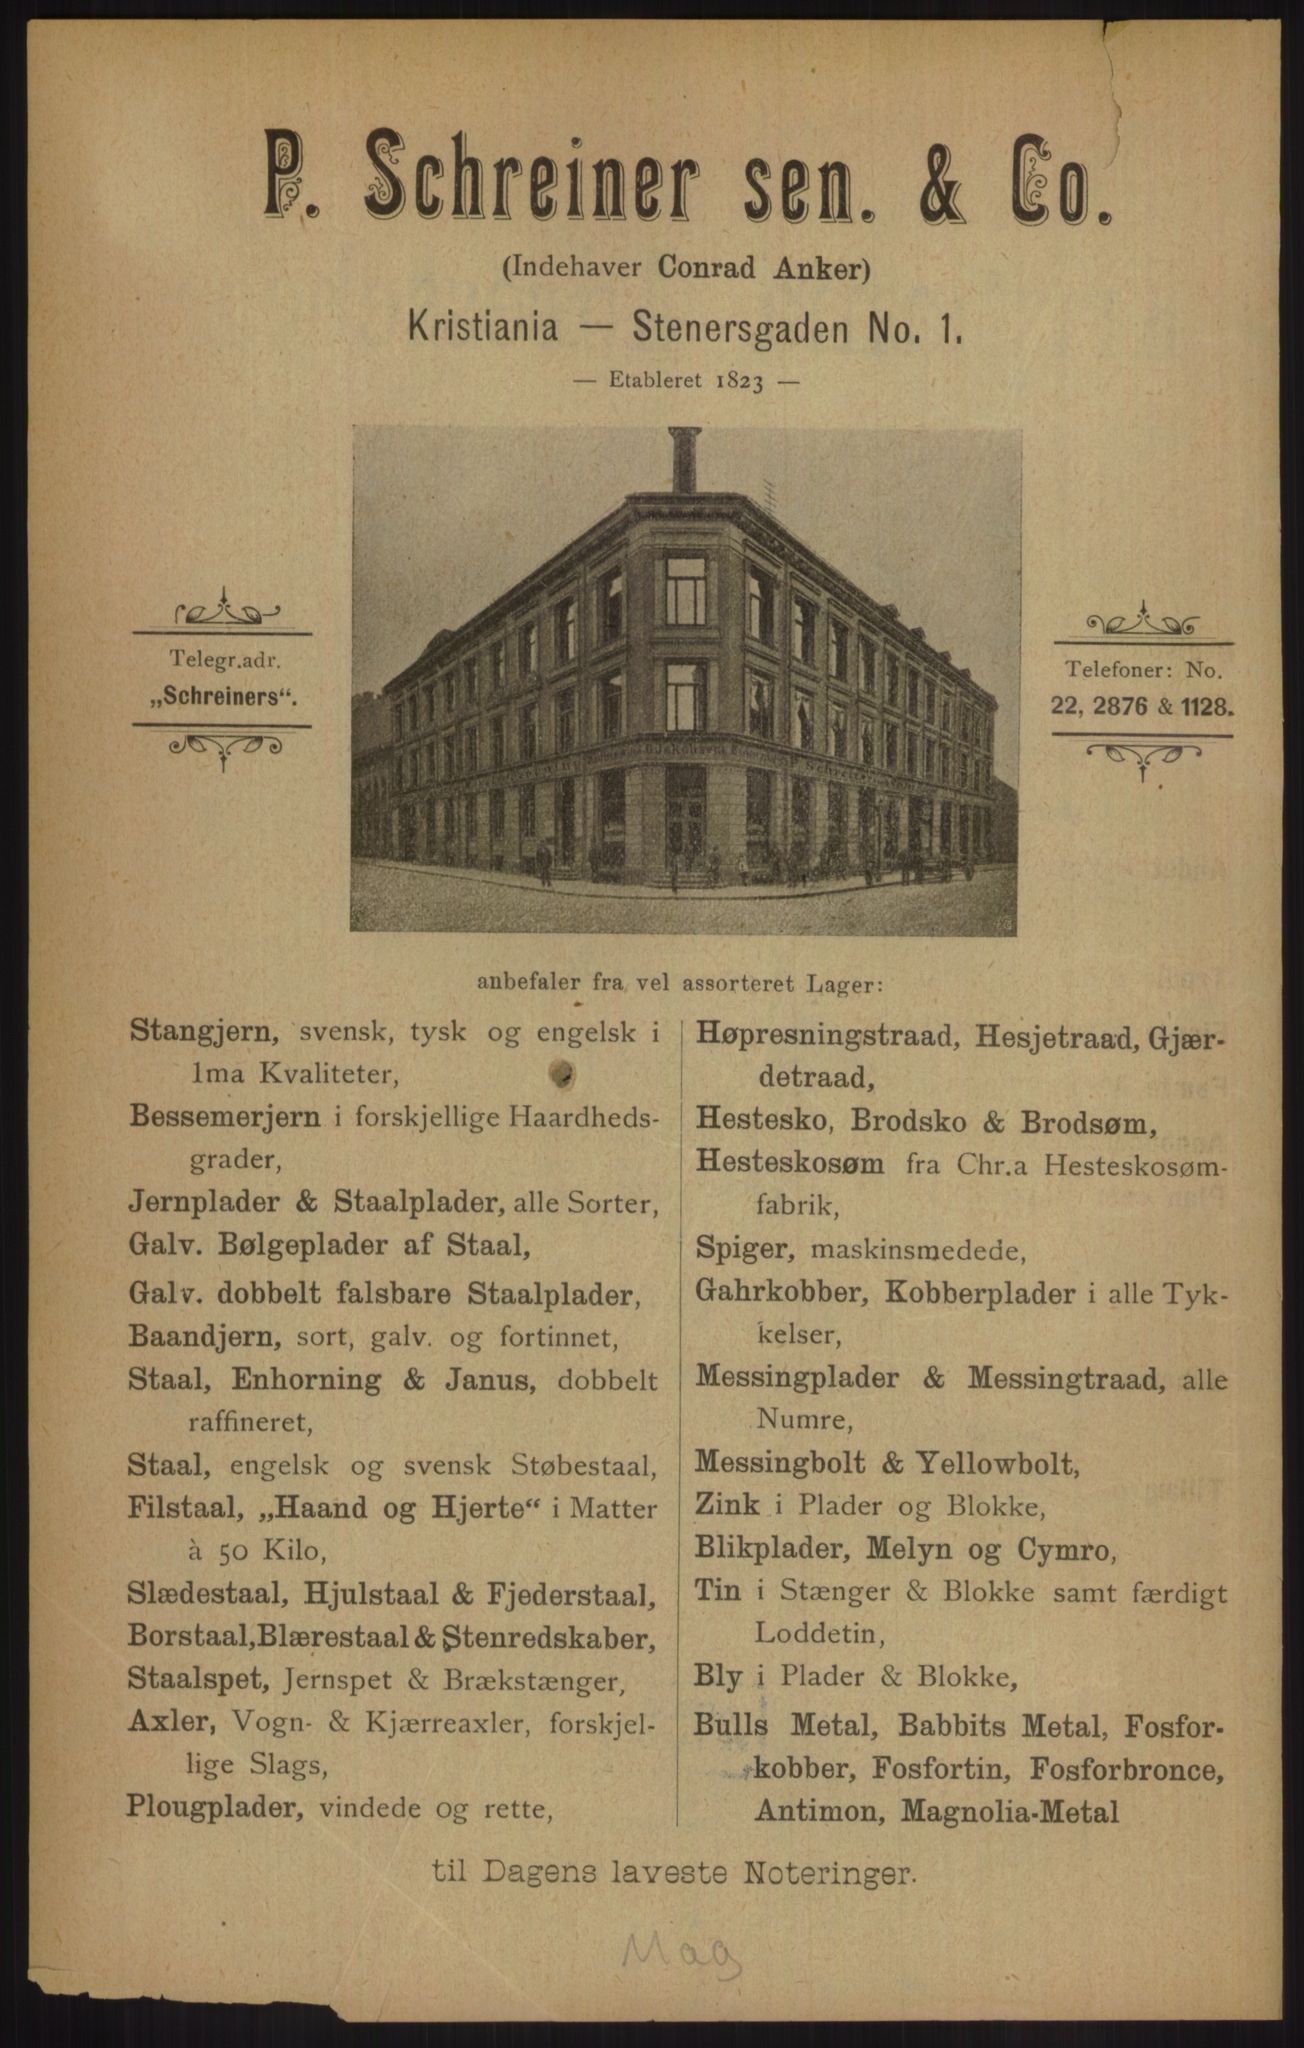 P. Schreiner sen. & Co.
(Indehaver Conrad Anker)
Kristiania — Stenersgaden No. 1.
— Etableret 1823 —
Telegr.adr.
„Schreiners“.
Telefoner: No.
22, 2876 & 1128.
anbefaler fra vel assorteret Lager:
Stangjern, svensk, tysk og engelsk i
1ma Kvaliteter,
Bessemerjern i forskjellige Haardheds-
grader,
Jernplader & Staalplader, alle Sorter,
Galv. Bølgeplader af Staal,
Galv. dobbelt falsbare Staalplader,
Baandjern, sort, galv. og fortinnet,
Staal, Enhorning & Janus, dobbelt
raffineret,
Staal, engelsk og svensk Støbestaal,
Filstaal, „Haand og Hjerte“ i Matter
à 50 Kilo,
Slædestaal, Hjulstaal & Fjederstaal,
Borstaal, Blærestaal & Stenredskaber,
Staalspet, Jernspet & Brækstænger,
Axler, Vogn- & Kjærreaxler, forskjel-
lige Slags,
Plougplader, vindede og rette,
Høpresningstraad, Hesjetraad, Gjær-
detraad,
Hestesko, Brodsko & Brodsøm,
Hesteskosøm fra Chr.a Hesteskosøm-
fabrik,
Spiger, maskinsmedede,
Gahrkobber, Kobberplader i alle Tyk-
kelser,
Messingplader & Messingtraad, alle
Numre,
Messingbolt & Yellowbolt,
Zink i Plader og Blokke,
Blikplader, Melyn og Cymro,
Tin i Stænger & Blokke samt færdigt
Loddetin,
Bly i Plader & Blokke,
Bulls Metal, Babbits Metal, Fosfor-
kobber, Fosfortin, Fosforbronce,
Antimon, Magnolia-Metal
til Dagens laveste Noteringer.
Mag